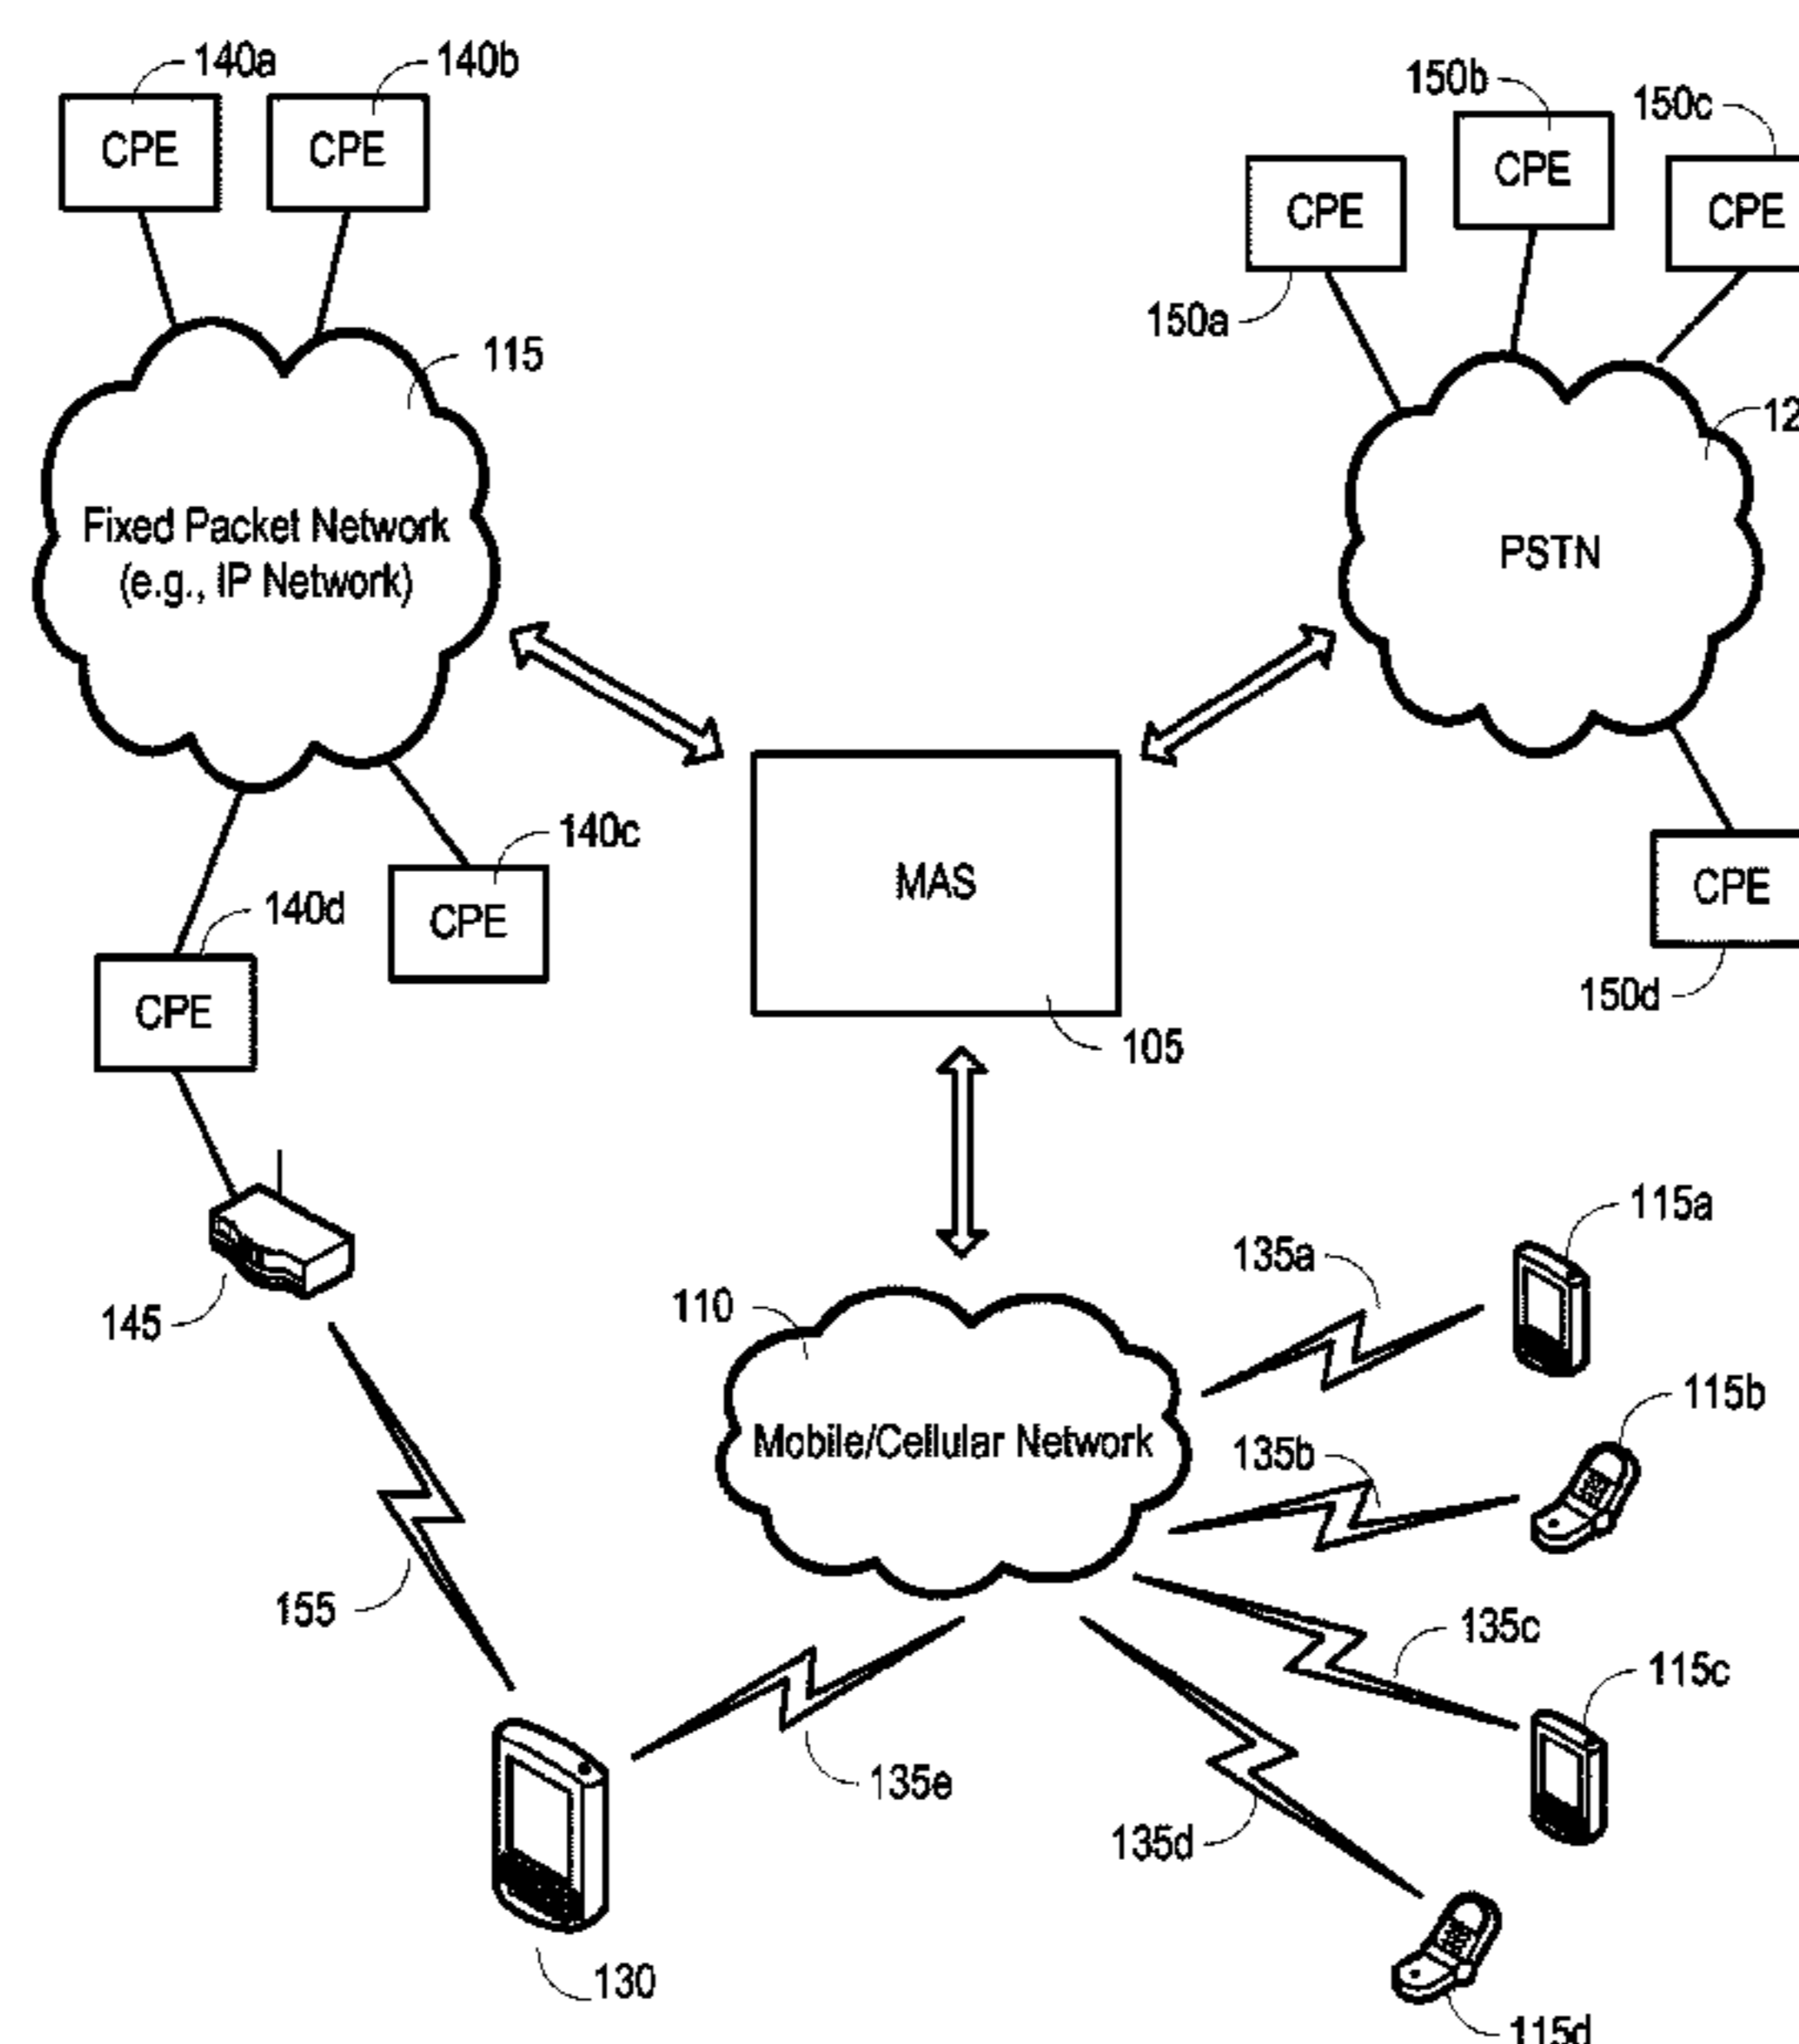 140a
140b
CPE
CPE
150b
150c
CPE
CPE
CPE
150a
115
12
Fixed Packet Network
(e.g., IP Network)
PSTN
140c
MAS
CPE
CPE
140d
CPE
150d
105
145
110
135a
115a
Mobile/Cellular Network
135b
115b
155
135c
115c
135e
135d
130
115d